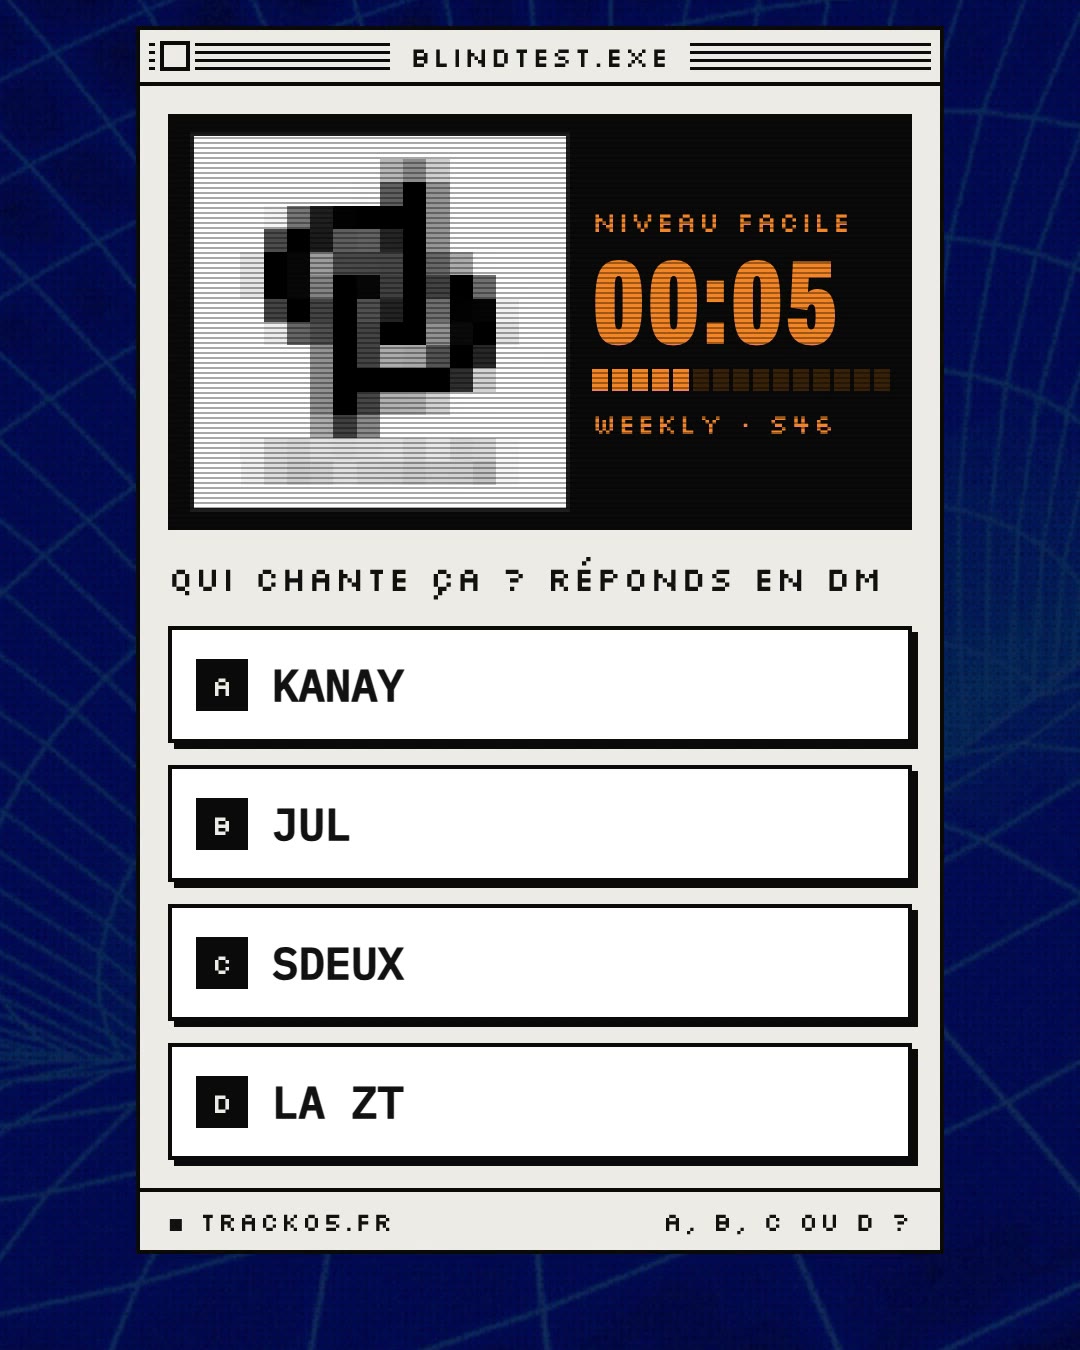 BLINDTEST.EXE
NIVEAU FACILE
00:05
WEEKLY · S46
QUI CHANTE ÇA ? RÉPONDS EN DM
A KANAY
B JUL
C SDEUX
D LA ZT
■ TRACK05.FR
A, B, C OU D ?